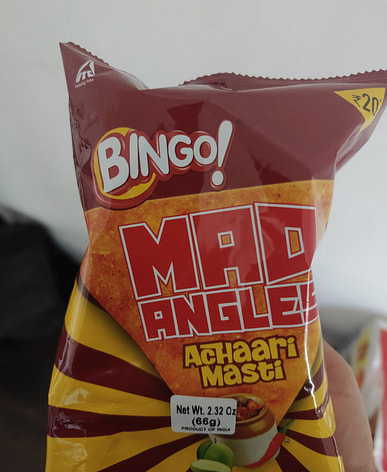 ₹20
BINGO!
MAD
ANGLES
ACHAARI
MASTI
Net Wt. 2.32 Oz
(66g)
PRODUCT OF INDIA